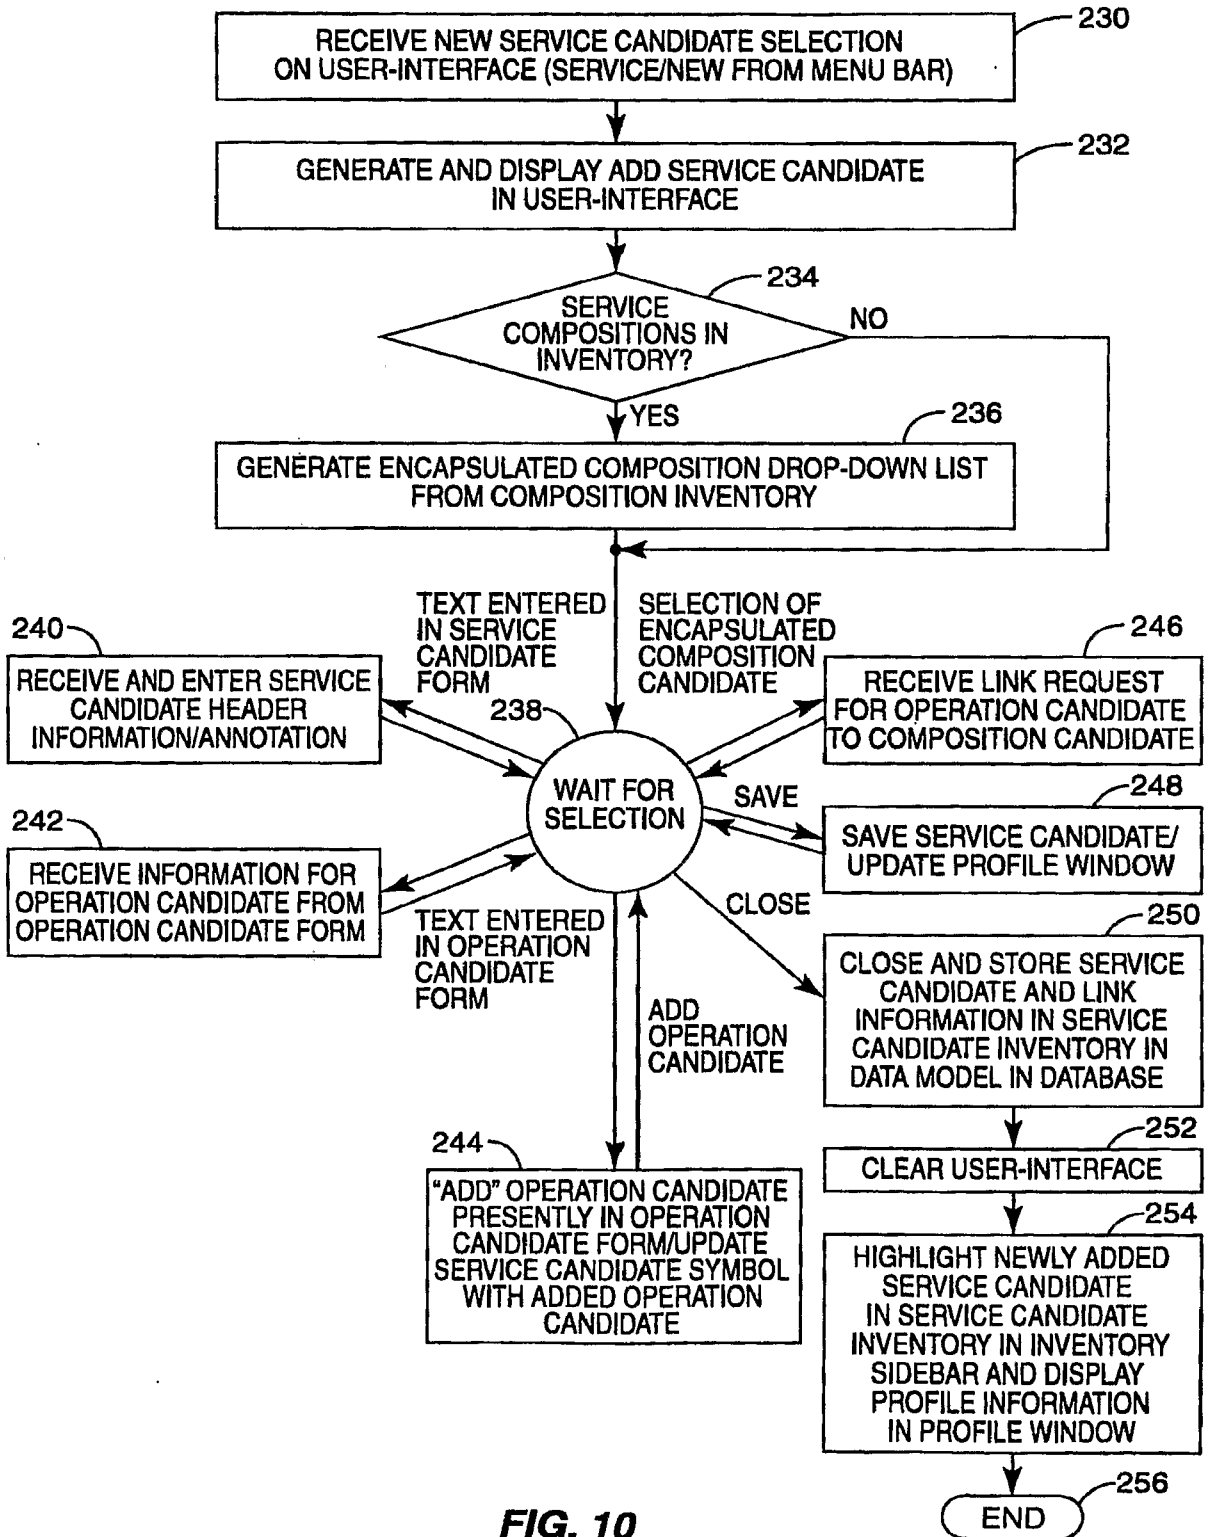 230
RECEIVE NEW SERVICE CANDIDATE SELECTION
ON USER-INTERFACE (SERVICE/NEW FROM MENU BAR)
232
GENERATE AND DISPLAY ADD SERVICE CANDIDATE
IN USER-INTERFACE
234
SERVICE
COMPOSITIONS IN
INVENTORY?
NO
YES
236
GENERATE ENCAPSULATED COMPOSITION DROP-DOWN LIST
FROM COMPOSITION INVENTORY
TEXT ENTERED
IN SERVICE
CANDIDATE
FORM
SELECTION OF
ENCAPSULATED
COMPOSITION
CANDIDATE
240
RECEIVE AND ENTER SERVICE
CANDIDATE HEADER
INFORMATION/ANNOTATION
246
RECEIVE LINK REQUEST
FOR OPERATION CANDIDATE
TO COMPOSITION CANDIDATE
238
WAIT FOR
SELECTION
SAVE
248
SAVE SERVICE CANDIDATE/
UPDATE PROFILE WINDOW
242
RECEIVE INFORMATION FOR
OPERATION CANDIDATE FROM
OPERATION CANDIDATE FORM
TEXT ENTERED
IN OPERATION
CANDIDATE
FORM
CLOSE
250
CLOSE AND STORE SERVICE
CANDIDATE AND LINK
INFORMATION IN SERVICE
CANDIDATE INVENTORY IN
DATA MODEL IN DATABASE
ADD
OPERATION
CANDIDATE
244
"ADD" OPERATION CANDIDATE
PRESENTLY IN OPERATION
CANDIDATE FORM/UPDATE
SERVICE CANDIDATE SYMBOL
WITH ADDED OPERATION
CANDIDATE
252
CLEAR USER-INTERFACE
254
HIGHLIGHT NEWLY ADDED
SERVICE CANDIDATE
IN SERVICE CANDIDATE
INVENTORY IN INVENTORY
SIDEBAR AND DISPLAY
PROFILE INFORMATION
IN PROFILE WINDOW
256
END
FIG. 10